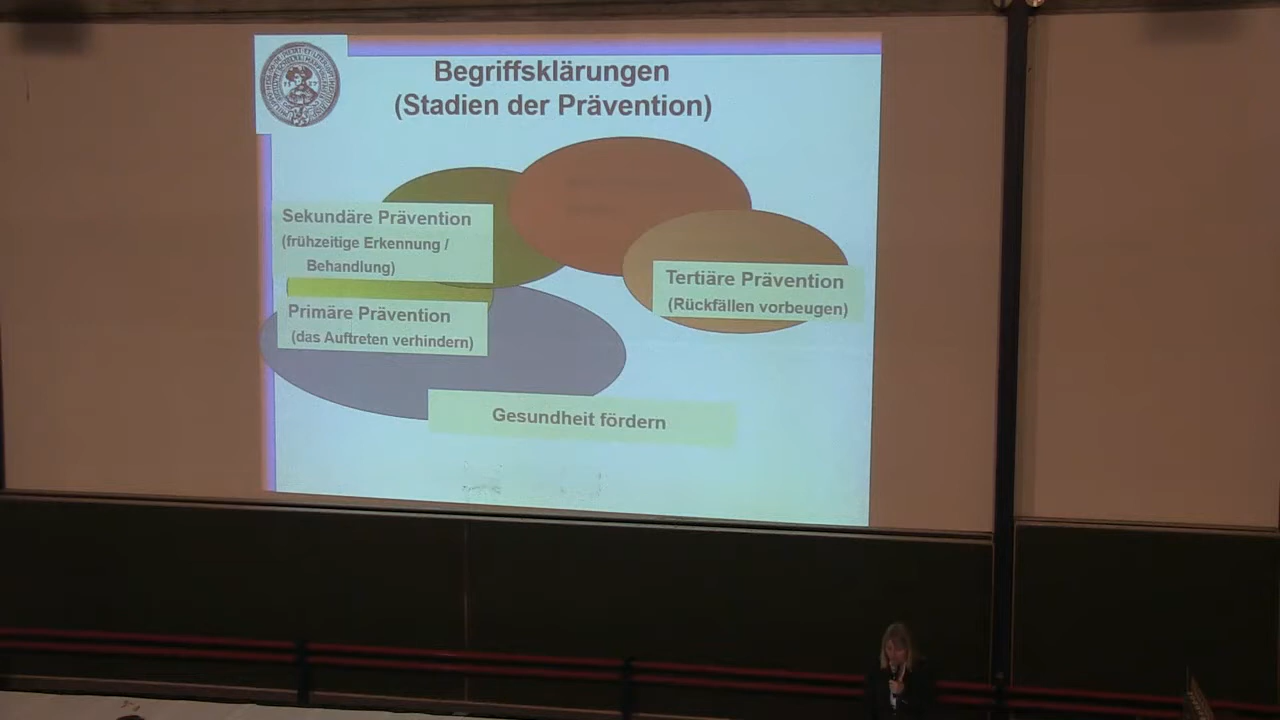 Begriffsklärungen
(Stadien der Prävention)
Sekundäre Prävention
(frühzeitige Erkennung /
Behandlung)
Tertiäre Prävention
(Rückfällen vorbeugen)
Primäre Prävention
(das Auftreten verhindern)
Gesundheit fördern